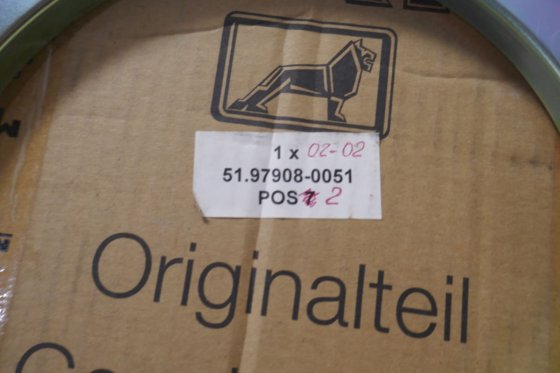 1 x 02-02
51.97908-0051
POS 2
Originalteil